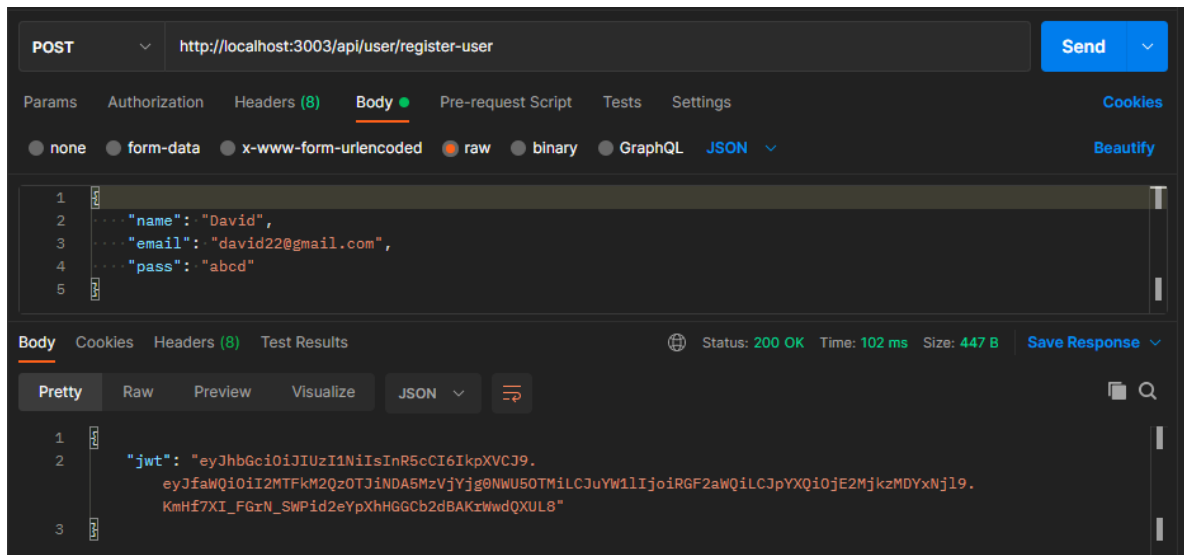 POST http://localhost:3003/api/user/register-user Send
Params Authorization Headers (8) Body Pre-request Script Tests Settings Cookies
none form-data x-www-form-urlencoded raw binary GraphQL JSON Beautify
1 {
2 "name": "David",
3 "email": "david22@gmail.com",
4 "pass": "abcd"
5 }
Body Cookies Headers (8) Test Results Status: 200 OK Time: 102 ms Size: 447 B Save Response
Pretty Raw Preview Visualize JSON
1 {
2 "jwt": "eyJhbGciOiJIUzI1NiIsInR5cCI6IkpXVCJ9.
eyJfaWQiOiI2MTFkM2QzOTJiNDA5MzVjYjg0NWU5OTMiLCJuYW1lIjoiRGF2aWQiLCJpYXQiOjE2MjkzMDYxNjl9.
KmHf7XI_FGrN_SWPid2eYpXhHGGCb2dBAKrWwdQXUL8"
3 }